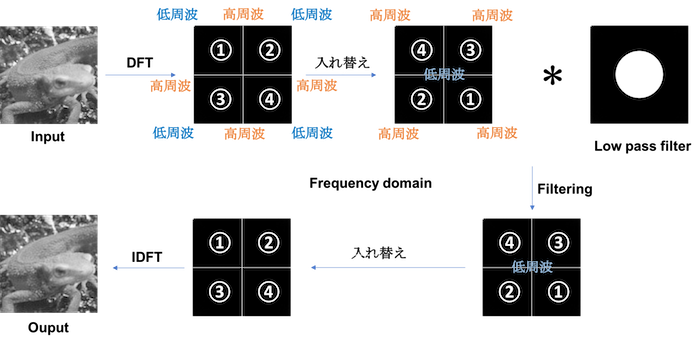 低周波 高周波 低周波 高周波 高周波
① ② ④ ③
DFT 入れ替え 低周波 *
高周波 高周波
③ ④ ② ①
Input 低周波 高周波 低周波 高周波 高周波
Low pass filter
Frequency domain Filtering
① ② ④ ③
IDFT 入れ替え 低周波
③ ④ ② ①
Ouput